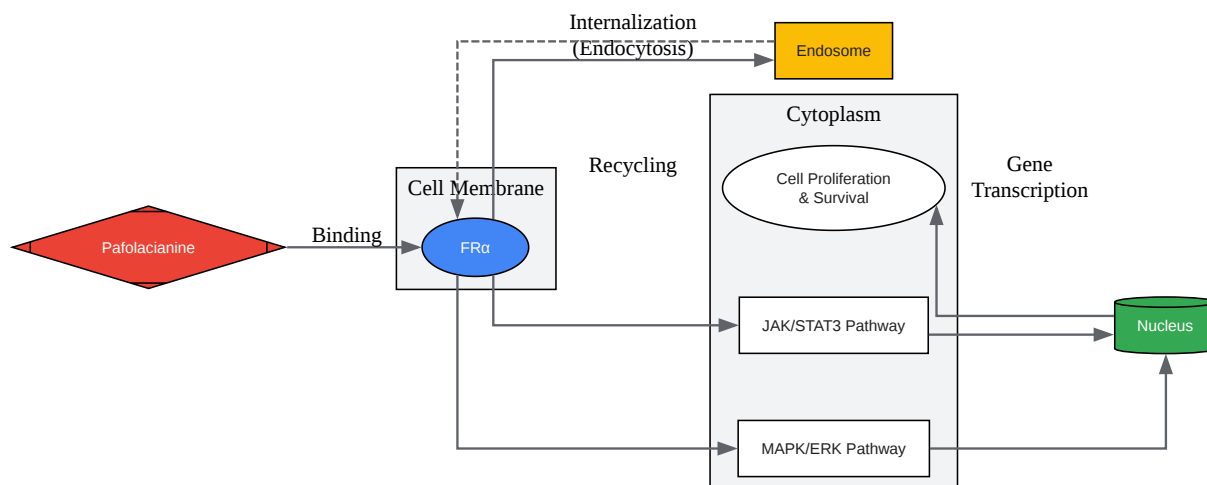 Internalization
(Endocytosis)
Endosome
Cytoplasm
Recycling
Cell Proliferation
& Survival
Gene
Transcription
Cell Membrane
Pafolacianine
Binding
FRα
JAK/STAT3 Pathway
Nucleus
MAPK/ERK Pathway